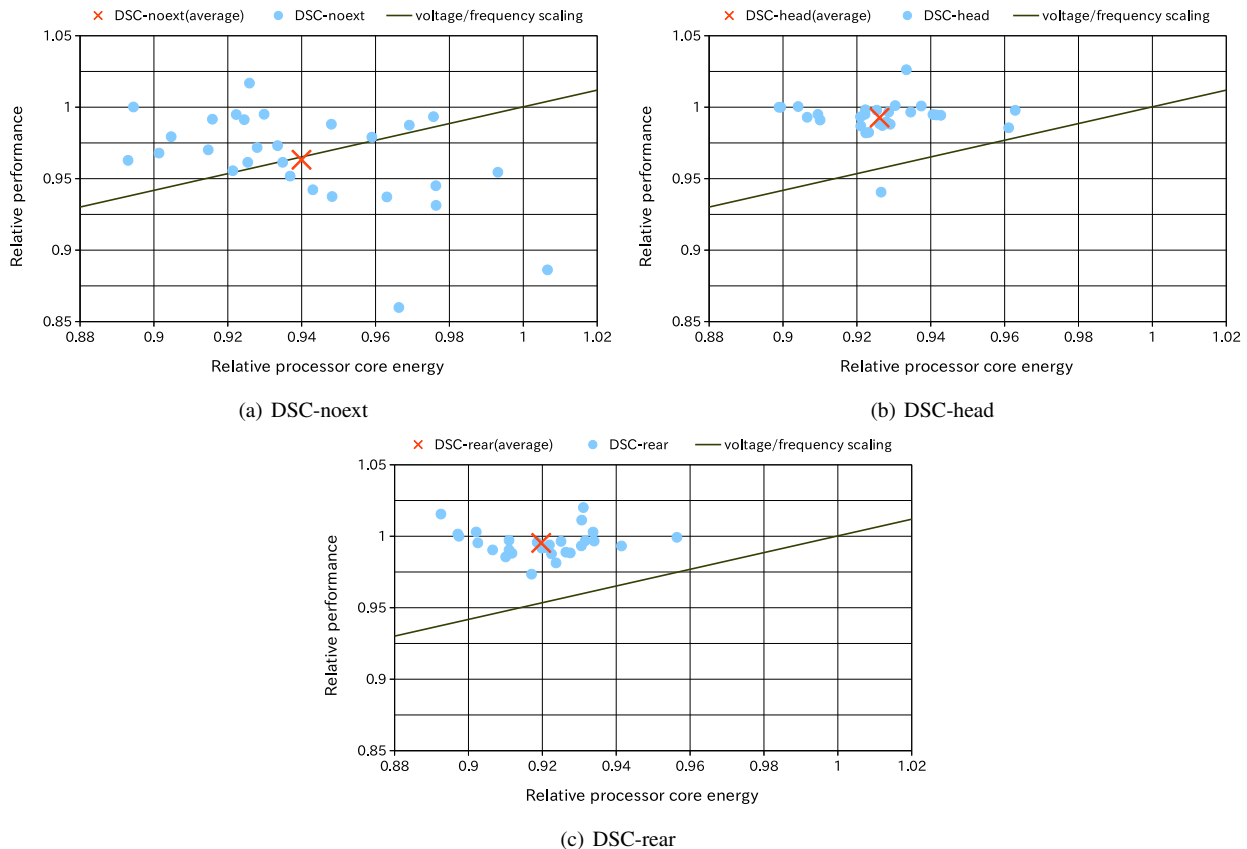 DSC-noext(average) DSC-noext voltage/frequency scaling
1.05
1
0.95
0.9
0.85
Relative performance
0.88 0.9 0.92 0.94 0.96 0.98 1 1.02
Relative processor core energy
(a) DSC-noext
DSC-head(average) DSC-head voltage/frequency scaling
1.05
1
0.95
0.9
0.85
Relative performance
0.88 0.9 0.92 0.94 0.96 0.98 1 1.02
Relative processor core energy
(b) DSC-head
DSC-rear(average) DSC-rear voltage/frequency scaling
1.05
1
0.95
0.9
0.85
Relative performance
0.88 0.9 0.92 0.94 0.96 0.98 1 1.02
Relative processor core energy
(c) DSC-rear